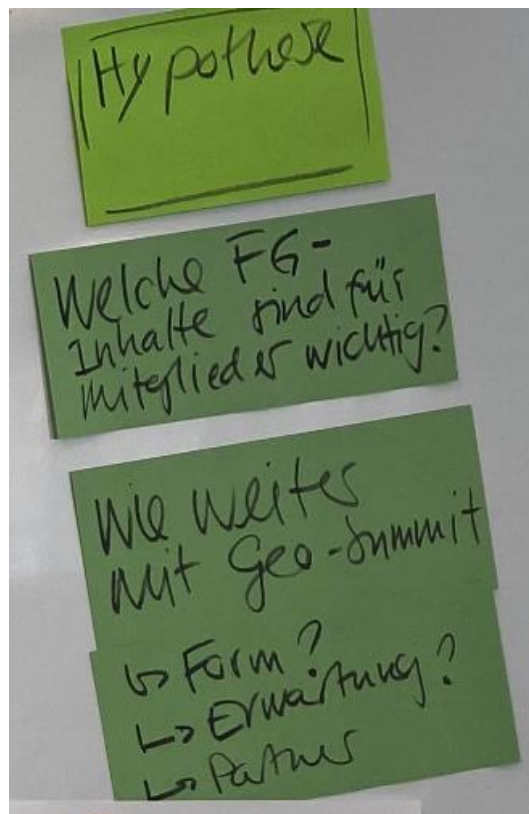 Hypothese
Welche FG-
Inhalte sind für
Mitglieder wichtig?
Wie weiter
mit Geo-Summit
↳ Form?
↳ Erwartung?
↳ Partner